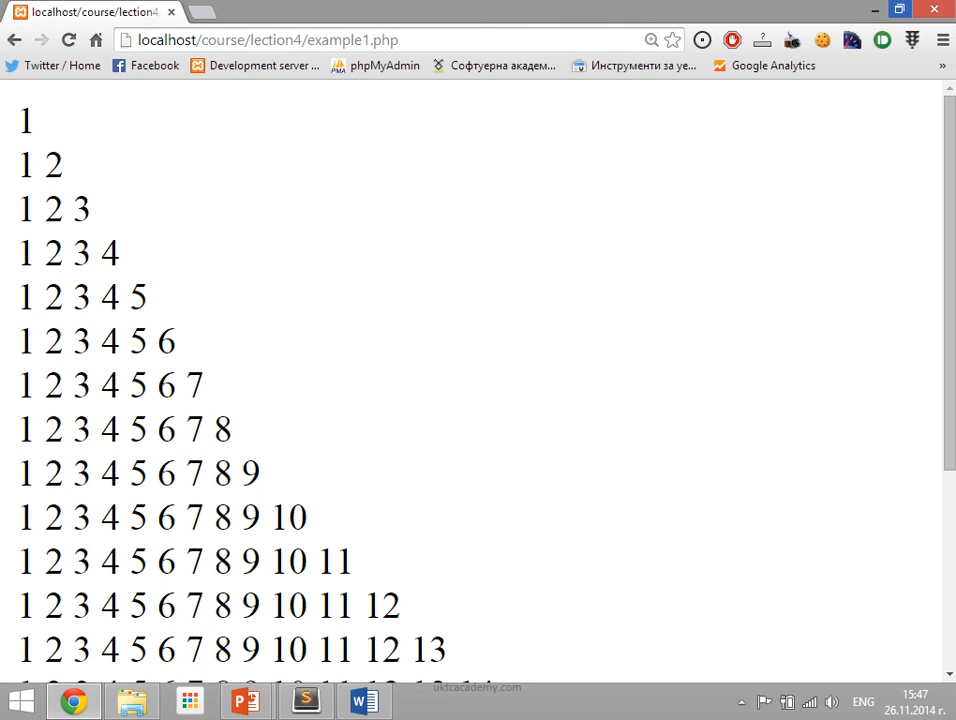 localhost/course/lection4
localhost/course/lection4/example1.php
Twitter / Home Facebook Development server ... phpMyAdmin Софтуерна академ... Инструменти за уе... Google Analytics »
1
1 2
1 2 3
1 2 3 4
1 2 3 4 5
1 2 3 4 5 6
1 2 3 4 5 6 7
1 2 3 4 5 6 7 8
1 2 3 4 5 6 7 8 9
1 2 3 4 5 6 7 8 9 10
1 2 3 4 5 6 7 8 9 10 11
1 2 3 4 5 6 7 8 9 10 11 12
1 2 3 4 5 6 7 8 9 10 11 12 13
uktcacademy.com
ЕНГ
15:47
26.11.2014 г.